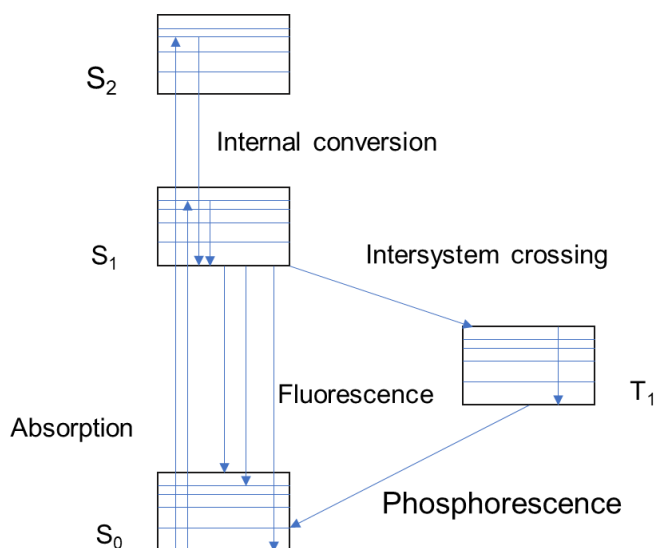 S2
Internal conversion
S1
Intersystem crossing
T1
Fluorescence
Absorption
Phosphorescence
S0